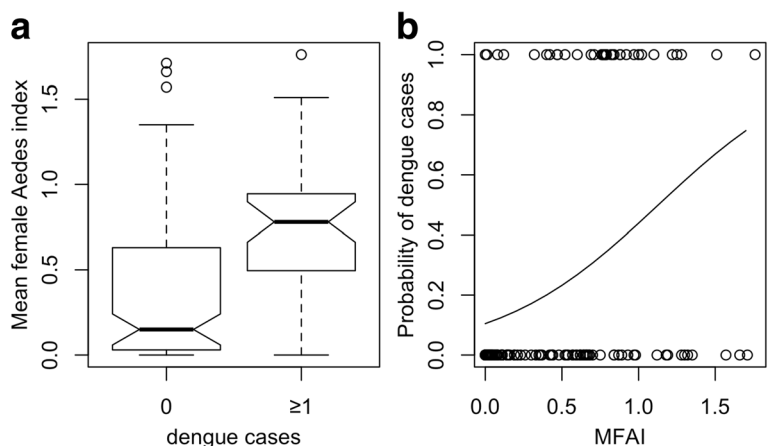 a
Mean female Aedes index
1.5
1.0
0.5
0.0
0
≥1
dengue cases
b
Probability of dengue cases
1.0
0.8
0.6
0.4
0.2
0.0
0.0 0.5 1.0 1.5
MFAI